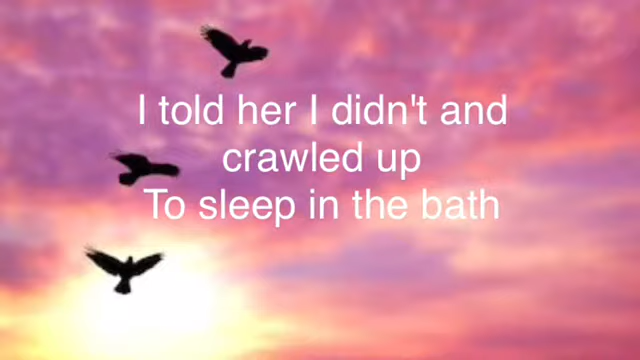 I told her I didn't and
crawled up
To sleep in the bath